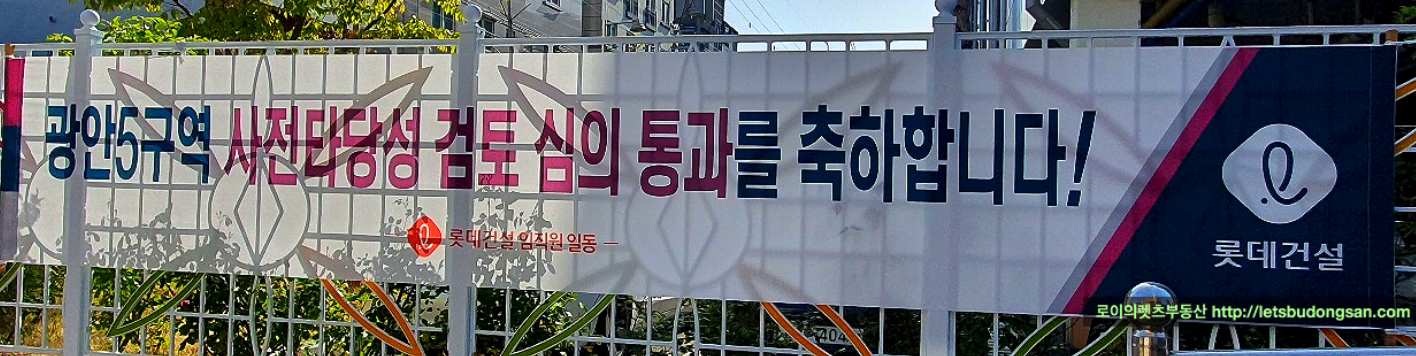 광안5구역 사전타당성 검토 심의 통과를 축하합니다!
롯데건설 임직원 일동
롯데건설
로이의렛츠부동산 http://letsbudongsan.com
404